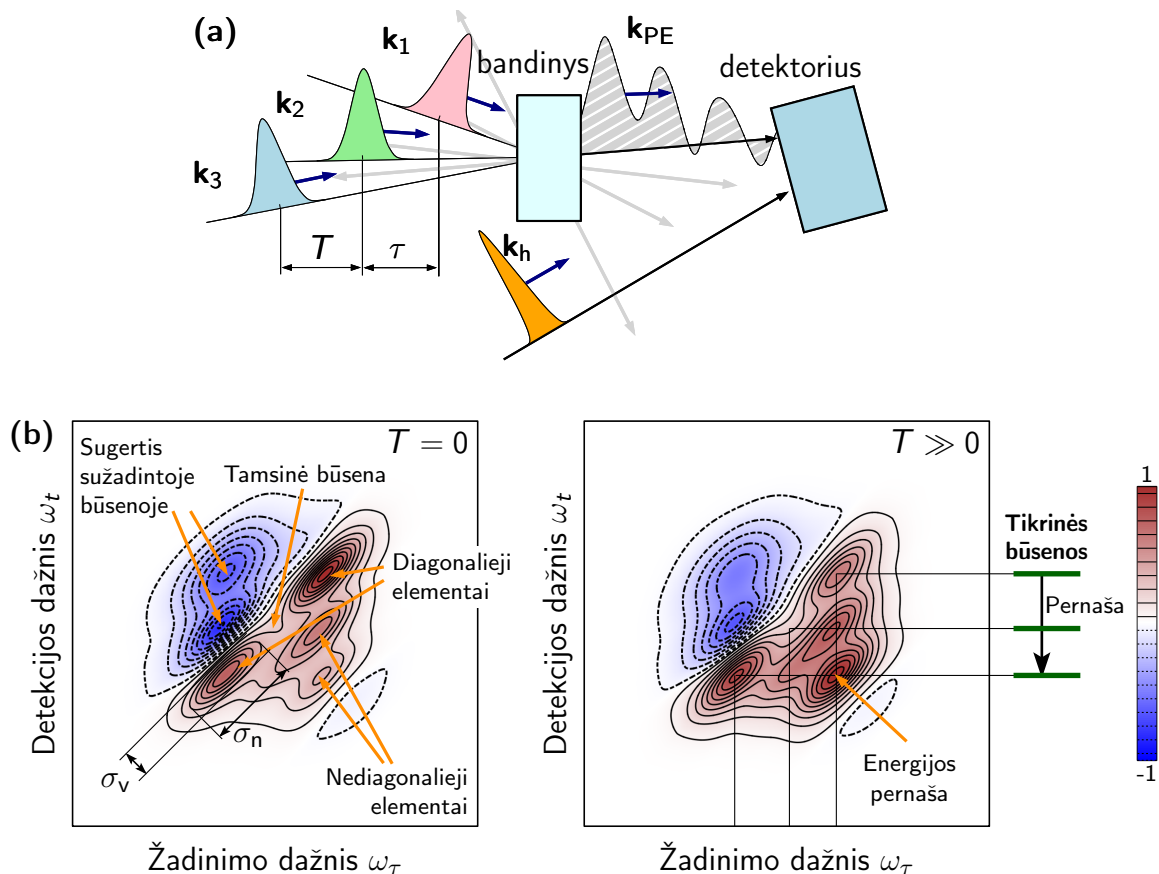 (a)
k1
kPE
bandinys
detektorius
k2
k3
T
τ
kh
(b)
T = 0
Sugertis
sužadintoje
būsenoje
Tamsinė būsena
Diagonalieji
elementai
σn
σv
Nediagonalieji
elementai
Detekcijos dažnis ωt
Žadinimo dažnis ωτ
T ≫ 0
Energijos
pernaša
Detekcijos dažnis ωt
Žadinimo dažnis ωτ
Tikrinės
būsenos
Pernaša
1
-1